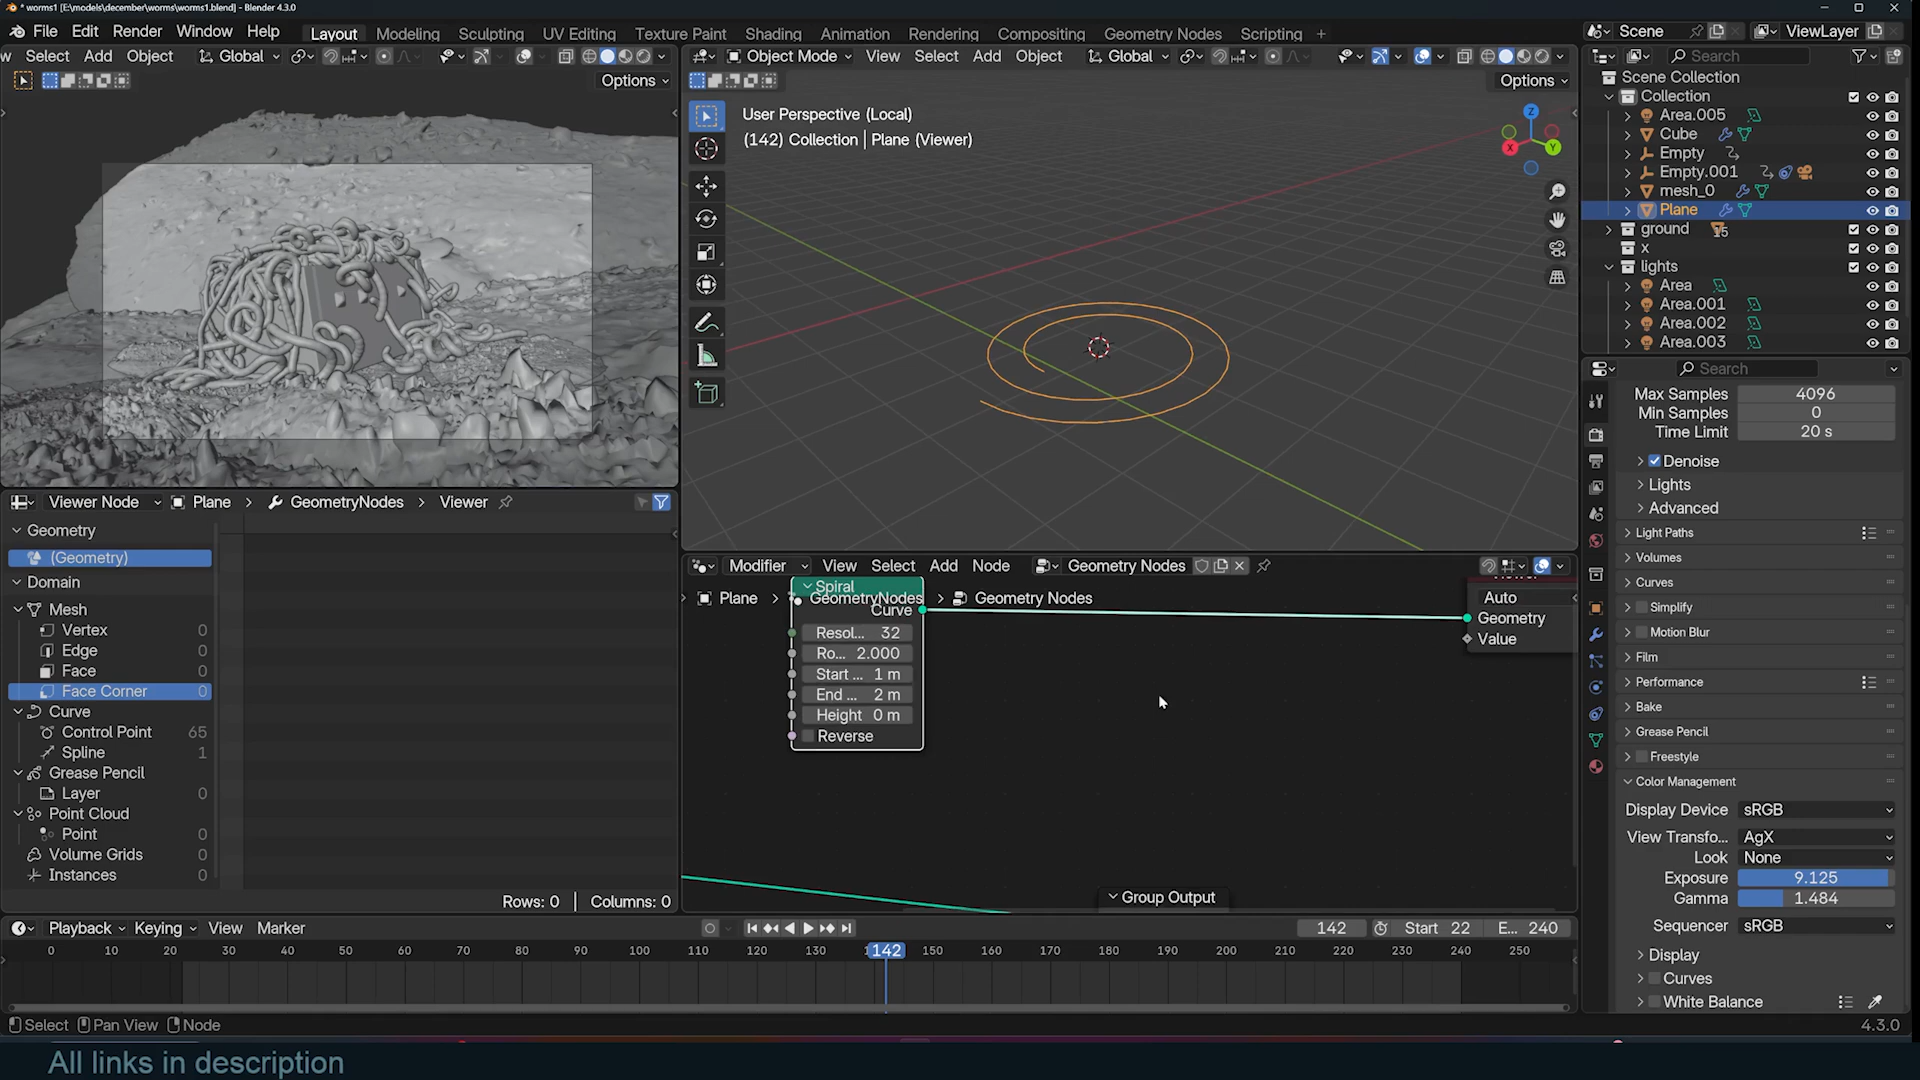 * worms1 [E:\models\december\worms\worms1.blend] - Blender 4.3.0
File Edit Render Window Help Layout Modeling Sculpting UV Editing Texture Paint Shading Animation Rendering Compositing Geometry Nodes Scripting +
Scene ViewLayer
w Select Add Object Global
Options
Object Mode View Select Add Object Global
Options
User Perspective (Local)
(142) Collection | Plane (Viewer)
Z
X
Y
Search
Scene Collection
Collection
Area.005
Cube
Empty
Empty.001
mesh_0
Plane
ground 15
x
lights
Area
Area.001
Area.002
Area.003
Search
Max Samples 4096
Min Samples 0
Time Limit 20 s
Denoise
Lights
Advanced
Light Paths
Volumes
Curves
Simplify
Motion Blur
Film
Performance
Bake
Grease Pencil
Freestyle
Color Management
Display Device sRGB
View Transfo... AgX
Look None
Exposure 9.125
Gamma 1.484
Sequencer sRGB
Display
Curves
White Balance
Viewer Node Plane > GeometryNodes > Viewer
Geometry
(Geometry)
Domain
Mesh
Vertex 0
Edge 0
Face 0
Face Corner 0
Curve
Control Point 65
Spline 1
Grease Pencil
Layer 0
Point Cloud
Point 0
Volume Grids 0
Instances 0
Rows: 0 | Columns: 0
Modifier View Select Add Node Geometry Nodes
Plane > GeometryNodes > Geometry Nodes
Spiral
Curve
Resol... 32
Ro... 2.000
Start ... 1 m
End ... 2 m
Height 0 m
Reverse
Auto
Geometry
Value
Group Output
Playback Keying View Marker
142 Start 22 E... 240
0 10 20 30 40 50 60 70 80 90 100 110 120 130 142 150 160 170 180 190 200 210 220 230 240 250
Select Pan View Node
4.3.0
All links in description